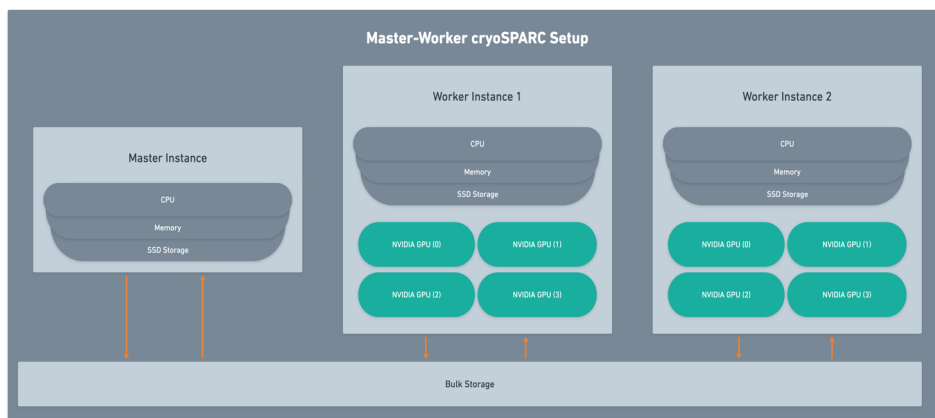 Master-Worker cryoSPARC Setup
Master Instance
CPU
Memory
SSD Storage
Worker Instance 1
CPU
Memory
SSD Storage
NVIDIA GPU (0)
NVIDIA GPU (1)
NVIDIA GPU (2)
NVIDIA GPU (3)
Worker Instance 2
CPU
Memory
SSD Storage
NVIDIA GPU (0)
NVIDIA GPU (1)
NVIDIA GPU (2)
NVIDIA GPU (3)
Bulk Storage